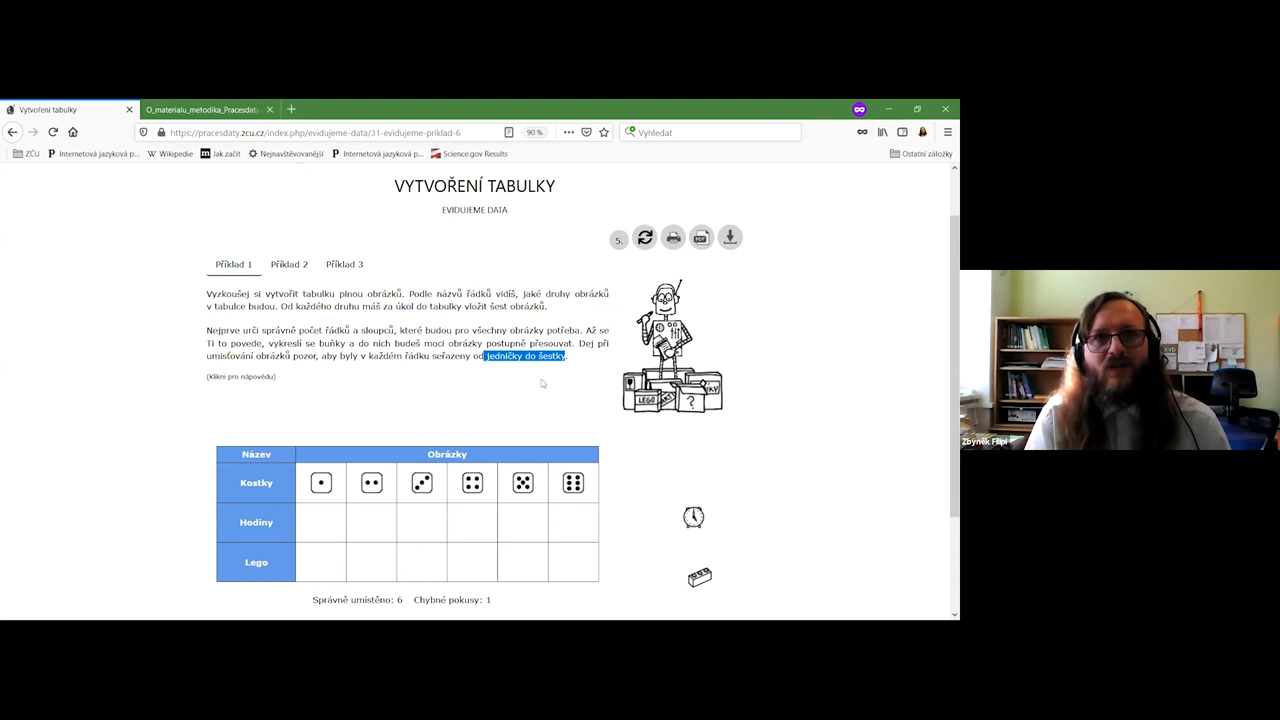 Vytvoření tabulky
O_materialu_metodika_Pracesdaty
https://pracesdaty.zcu.cz/index.php/evidujeme-data/31-evidujeme-priklad-6
90 %
Vyhledat
ZČU
Internetová jazyková p…
Wikipedie
Jak začít
Nejnavštěvovanější
Internetová jazyková p…
Science.gov Results
Ostatní záložky
VYTVOŘENÍ TABULKY
EVIDUJEME DATA
5.
PDF
Příklad 1 Příklad 2 Příklad 3
Vyzkoušej si vytvořit tabulku plnou obrázků. Podle názvů řádků vidíš, jaké druhy obrázků
v tabulce budou. Od každého druhu máš za úkol do tabulky vložit šest obrázků.
Nejprve urči správně počet řádků a sloupců, které budou pro všechny obrázky potřeba. Až se
Ti to povede, vykreslí se buňky a do nich budeš moci obrázky postupně přesouvat. Dej při
umisťování obrázků pozor, aby byly v každém řádku seřazeny od jedničky do šestky.
(Klikni pro nápovědu)
LEGO
?
KY
Název Obrázky
Kostky
Hodiny
Lego
Správně umistěno: 6 Chybné pokusy: 1
Zbyněk Filipi
KVD